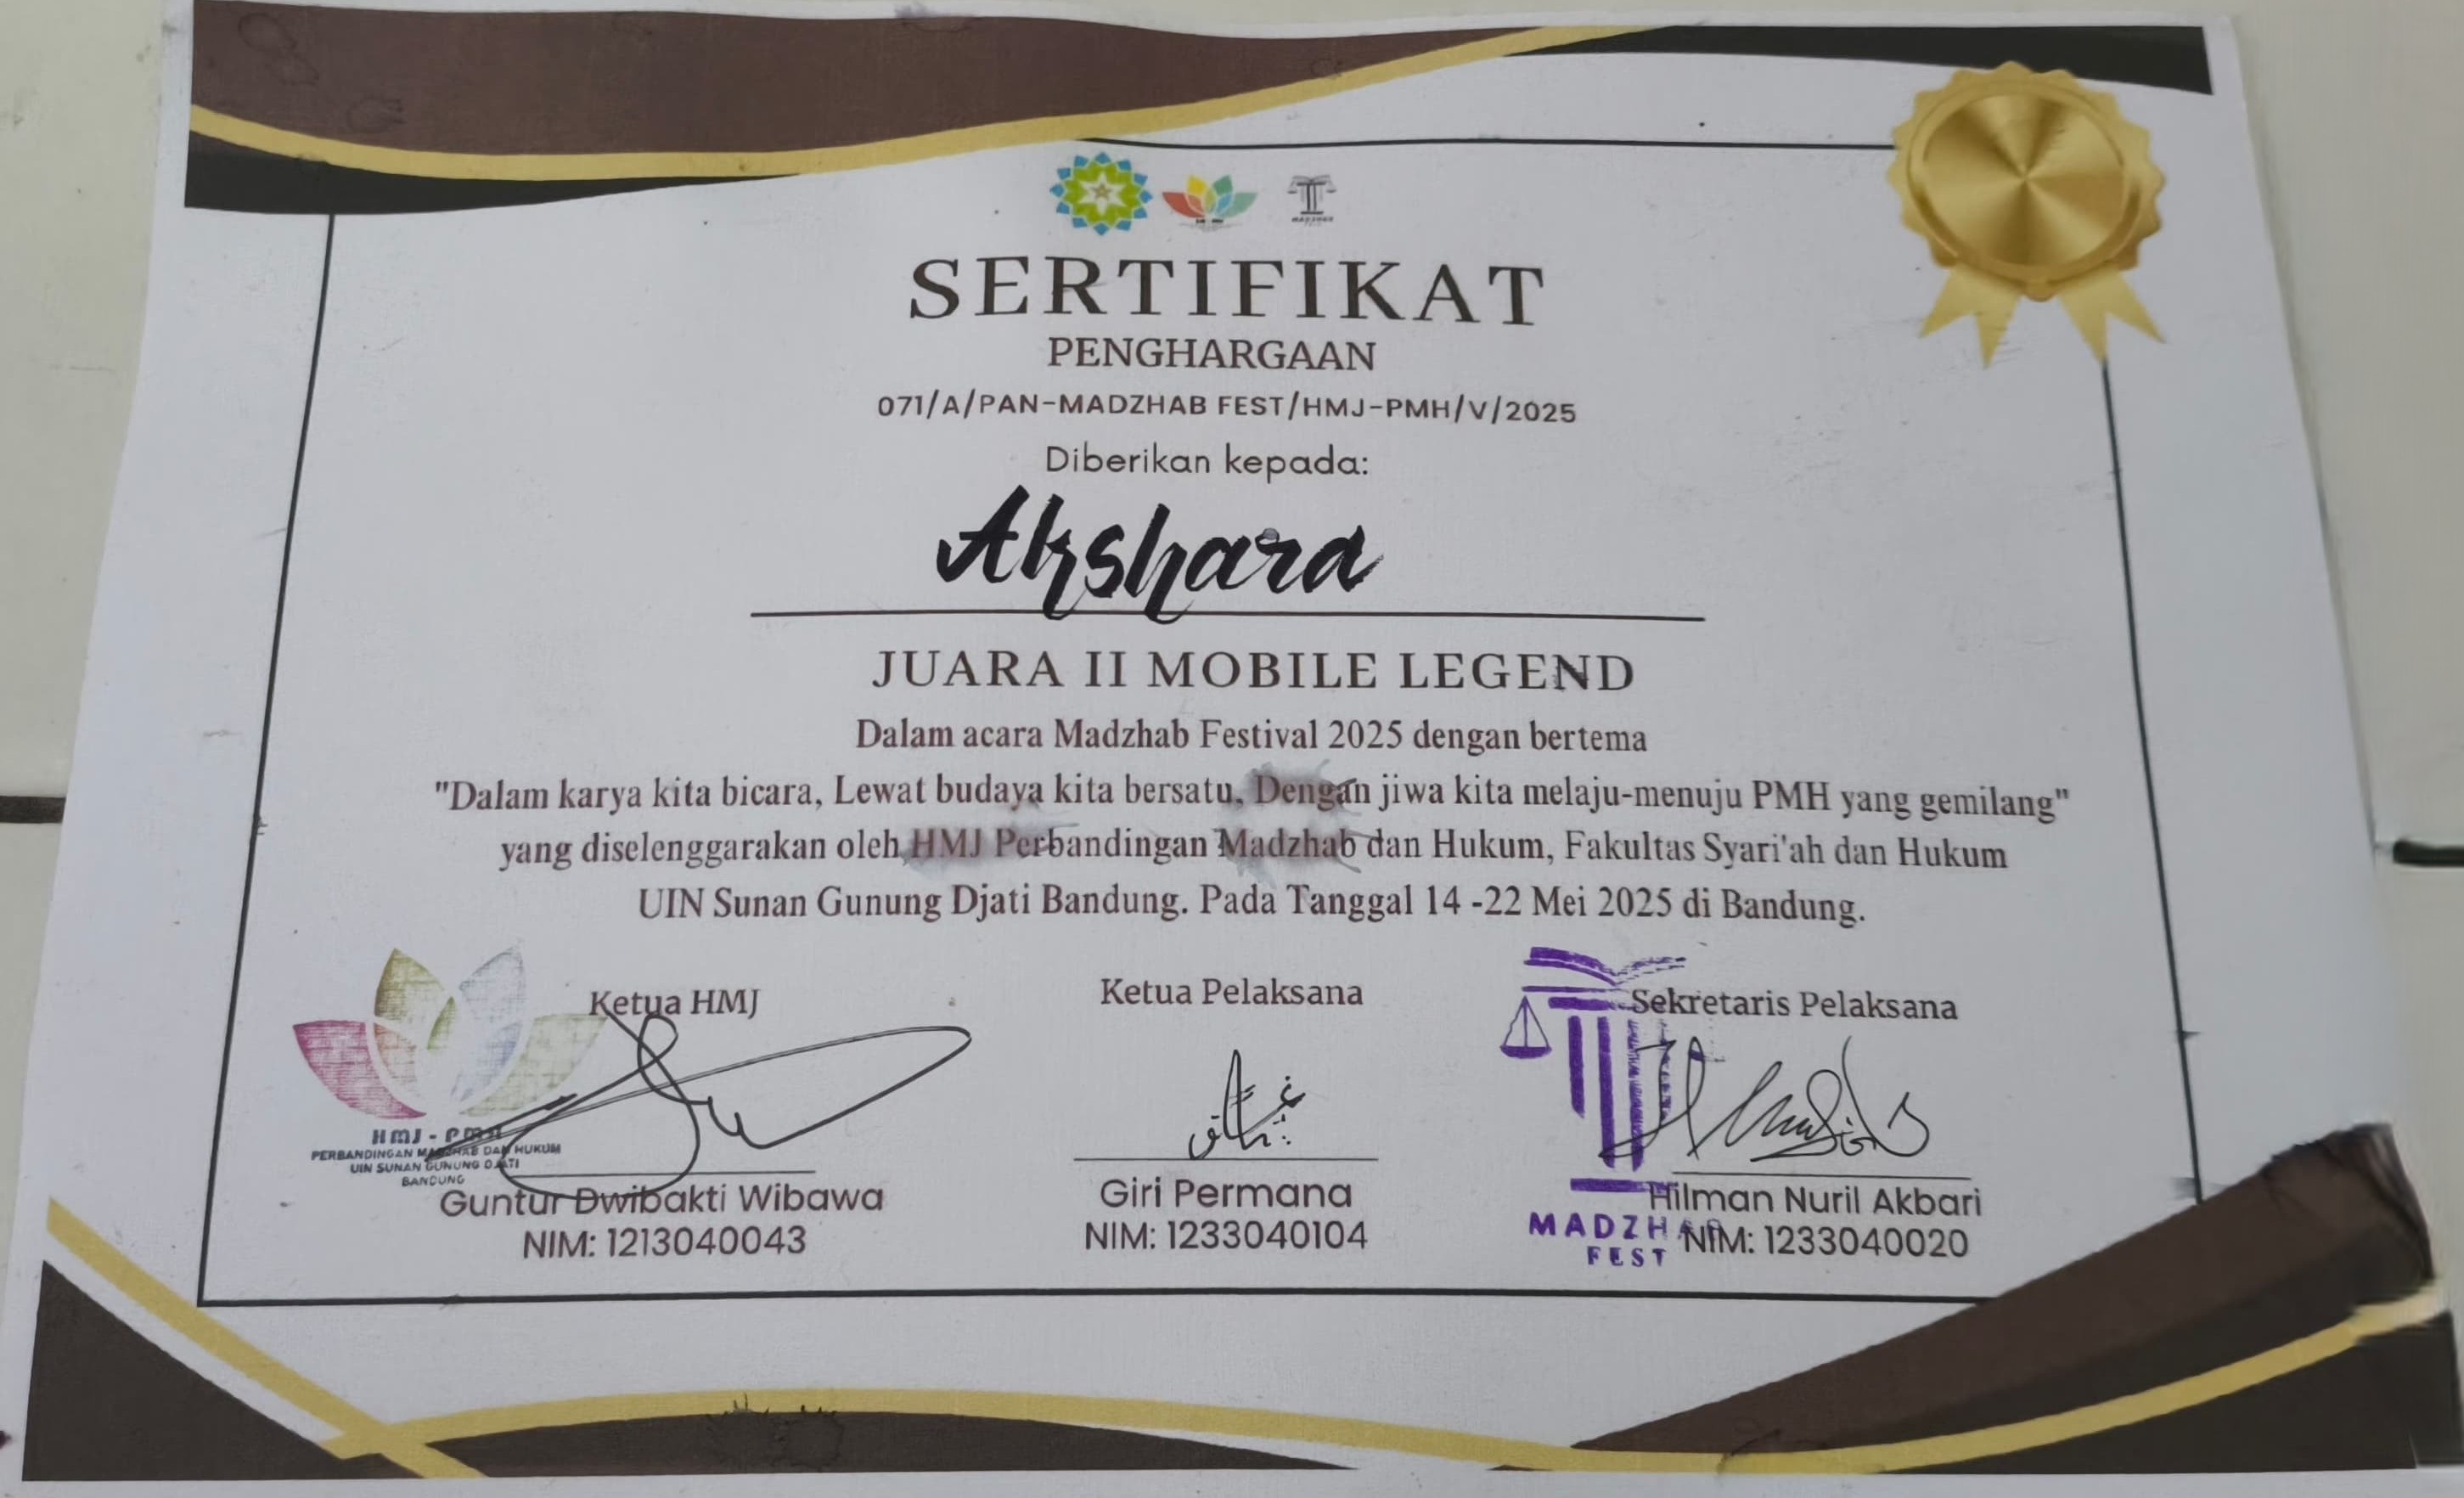 SERTIFIKAT
PENGHARGAAN
071/A/PAN-MADZHAB FEST/HMJ-PMH/V/2025
Diberikan kepada:
Akshara
JUARA II MOBILE LEGEND
Dalam acara Madzhab Festival 2025 dengan bertema
"Dalam karya kita bicara, Lewat budaya kita bersatu, Dengan jiwa kita melaju-menuju PMH yang gemilang"
yang diselenggarakan oleh HMJ Perbandingan Madzhab dan Hukum, Fakultas Syari'ah dan Hukum
UIN Sunan Gunung Djati Bandung. Pada Tanggal 14 -22 Mei 2025 di Bandung.
Ketua HMJ
HMJ - PMH
PERBANDINGAN MADZHAB DAN HUKUM
UIN SUNAN GUNUNG DJATI
BANDUNG
Guntur Dwibakti Wibawa
NIM: 1213040043
Ketua Pelaksana
Giri Permana
NIM: 1233040104
Sekretaris Pelaksana
Hilman Nuril Akbari
NIM: 1233040020
MADZHAB
FEST